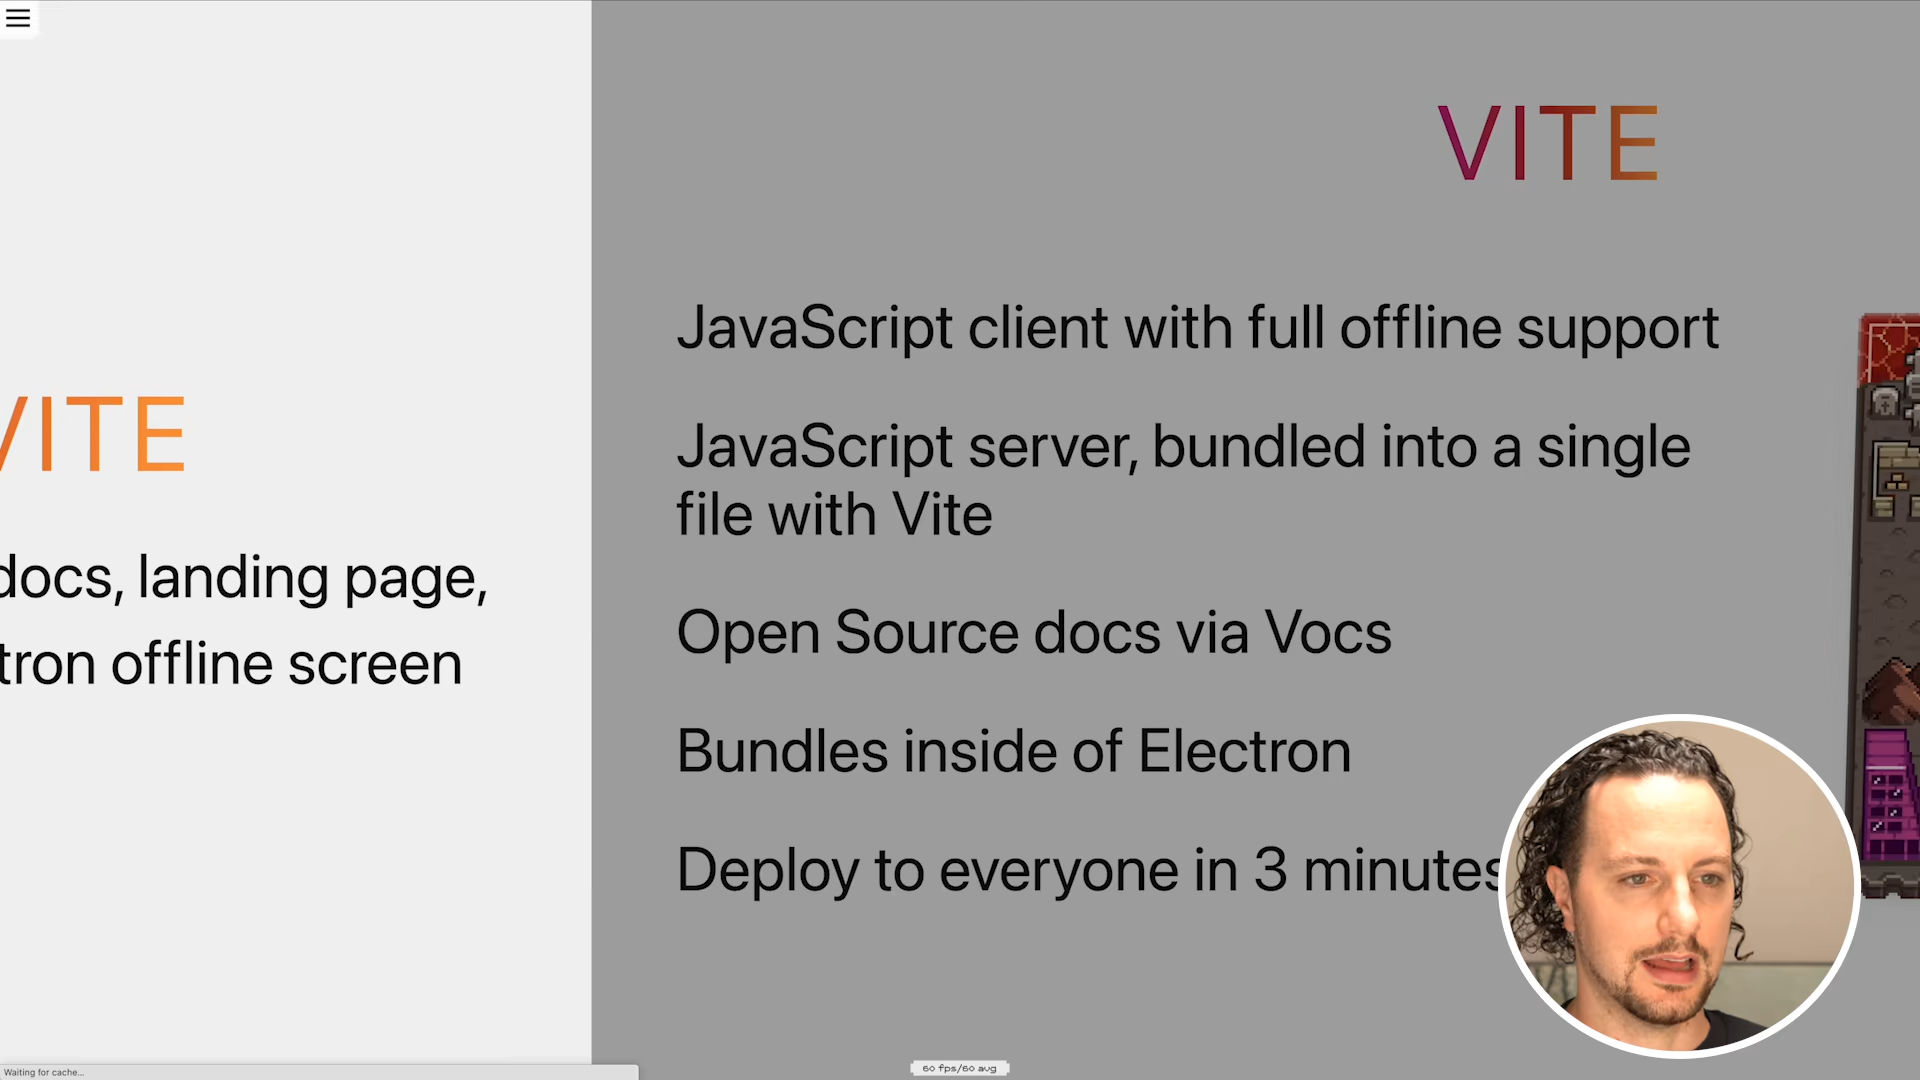 VITE
docs, landing page,
tron offline screen
VITE
JavaScript client with full offline support
JavaScript server, bundled into a single
file with Vite
Open Source docs via Vocs
Bundles inside of Electron
Deploy to everyone in 3 minutes
Waiting for cache...
60 fps/60 avg